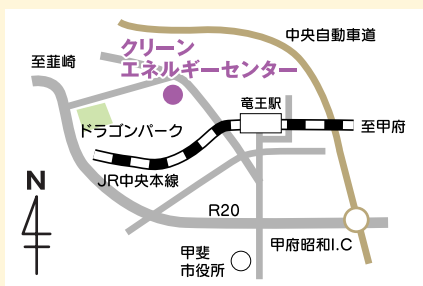 中央自動車道
クリーン
エネルギーセンター
至韮崎
竜王駅
ドラゴンパーク
至甲府
JR中央本線
N
R20
甲府昭和I.C
甲斐
市役所